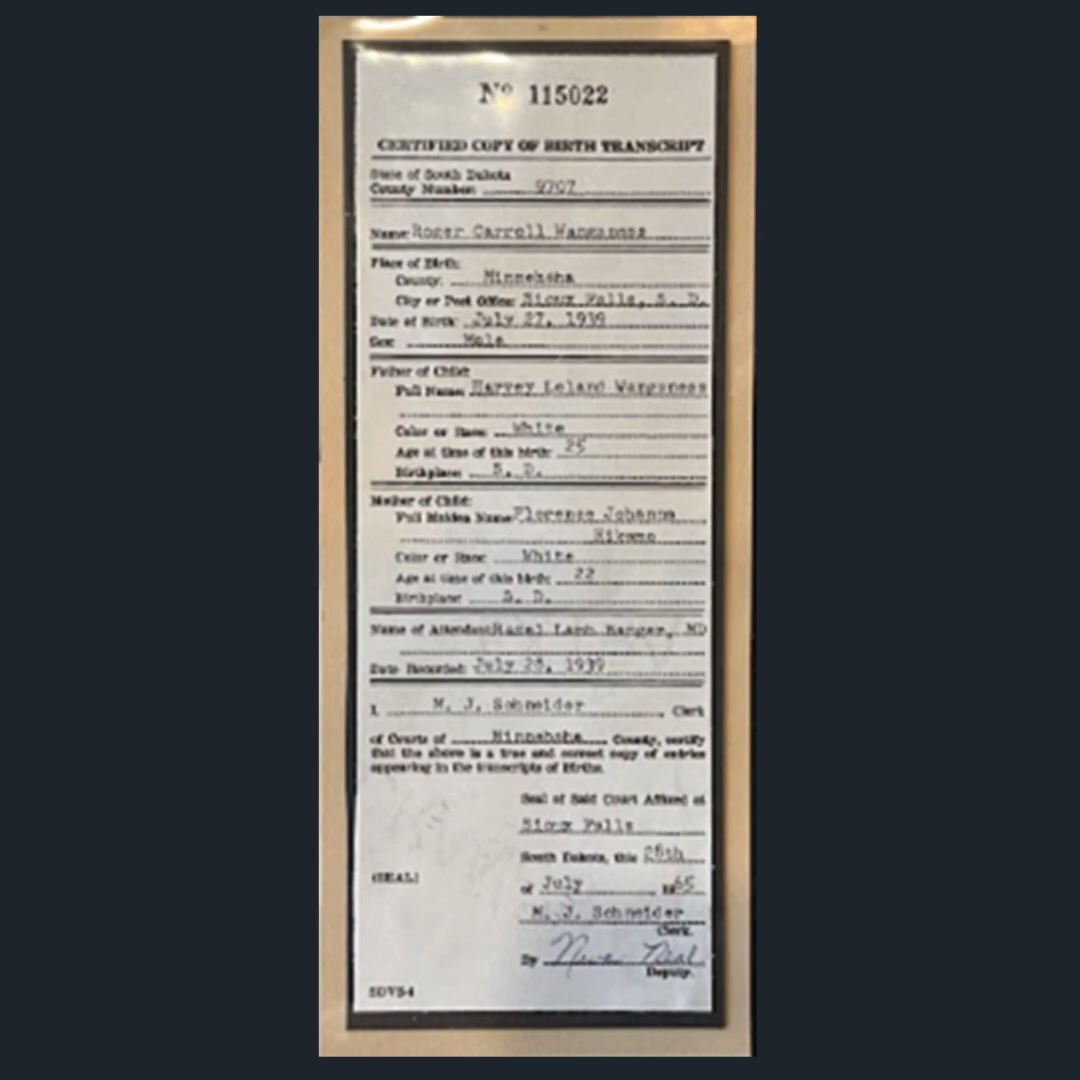 Nº 115022
CERTIFIED COPY OF BIRTH TRANSCRIPT
State of South Dakota
County Number 9707
Name: Roger Carroll Wangsness
Place of Birth:
County: Minnehaha
City or Post Office: Sioux Falls, S. D.
Date of Birth: July 27, 1939
Sex: Male
Father of Child:
Full Name: Harvey Leland Wangsness
Color or Race: White
Age at time of this birth: 25
Birthplace: S. D.
Mother of Child:
Full Maiden Name: Florence Johanna
Color or Race: White
Age at time of this birth: 22
Birthplace: S. D.
Name of Attendant: MD
Date Recorded: July 28, 1939
I, M. J. Schneider, Clerk
of Courts of Minnehaha County, certify
that the above is a true and correct copy of entries
appearing in the transcripts of Births.
Seal of Said Court Affixed at
Sioux Falls
South Dakota, this 28th
(SEAL)
of July 1965
M. J. Schneider
Clerk.
By Neal
Deputy.